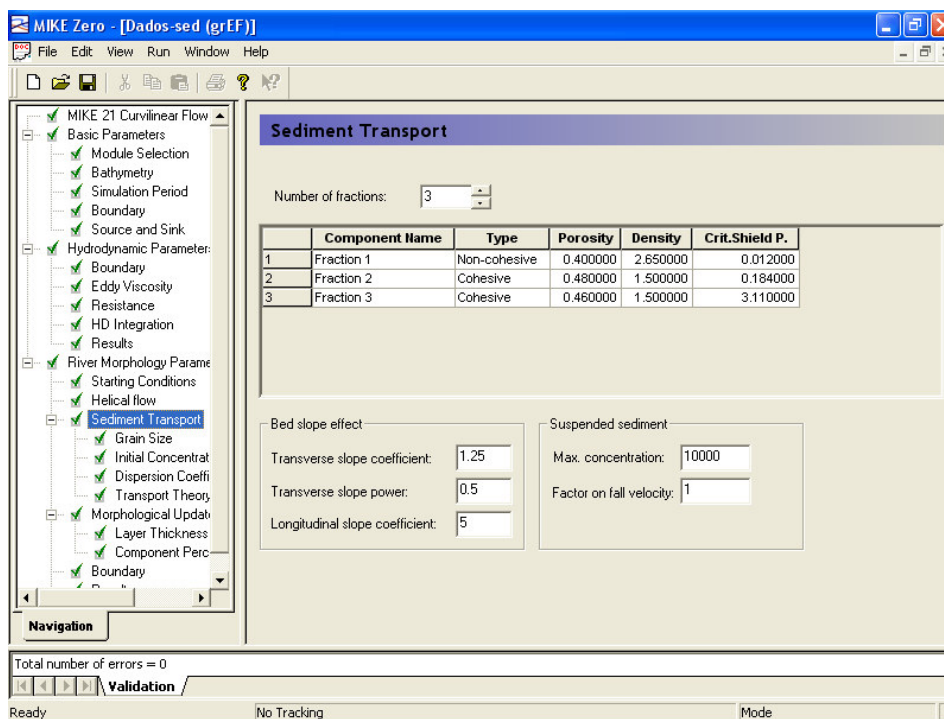 MIKE Zero - [Dados-sed (grEF)]
File Edit View Run Window Help
MIKE 21 Curvilinear Flow
Basic Parameters
Module Selection
Bathymetry
Simulation Period
Boundary
Source and Sink
Hydrodynamic Parameter
Boundary
Eddy Viscosity
Resistance
HD Integration
Results
River Morphology Parame
Starting Conditions
Helical flow
Sediment Transport
Grain Size
Initial Concentrat
Dispersion Coeffi
Transport Theory
Morphological Update
Layer Thickness
Component Perc
Boundary
Navigation
Sediment Transport
Number of fractions: 3
Component Name Type Porosity Density Crit.Shield P.
1 Fraction 1 Non-cohesive 0.400000 2.650000 0.012000
2 Fraction 2 Cohesive 0.480000 1.500000 0.184000
3 Fraction 3 Cohesive 0.460000 1.500000 3.110000
Bed slope effect
Transverse slope coefficient: 1.25
Transverse slope power: 0.5
Longitudinal slope coefficient: 5
Suspended sediment
Max. concentration: 10000
Factor on fall velocity: 1
Total number of errors = 0
Validation
Ready No Tracking Mode